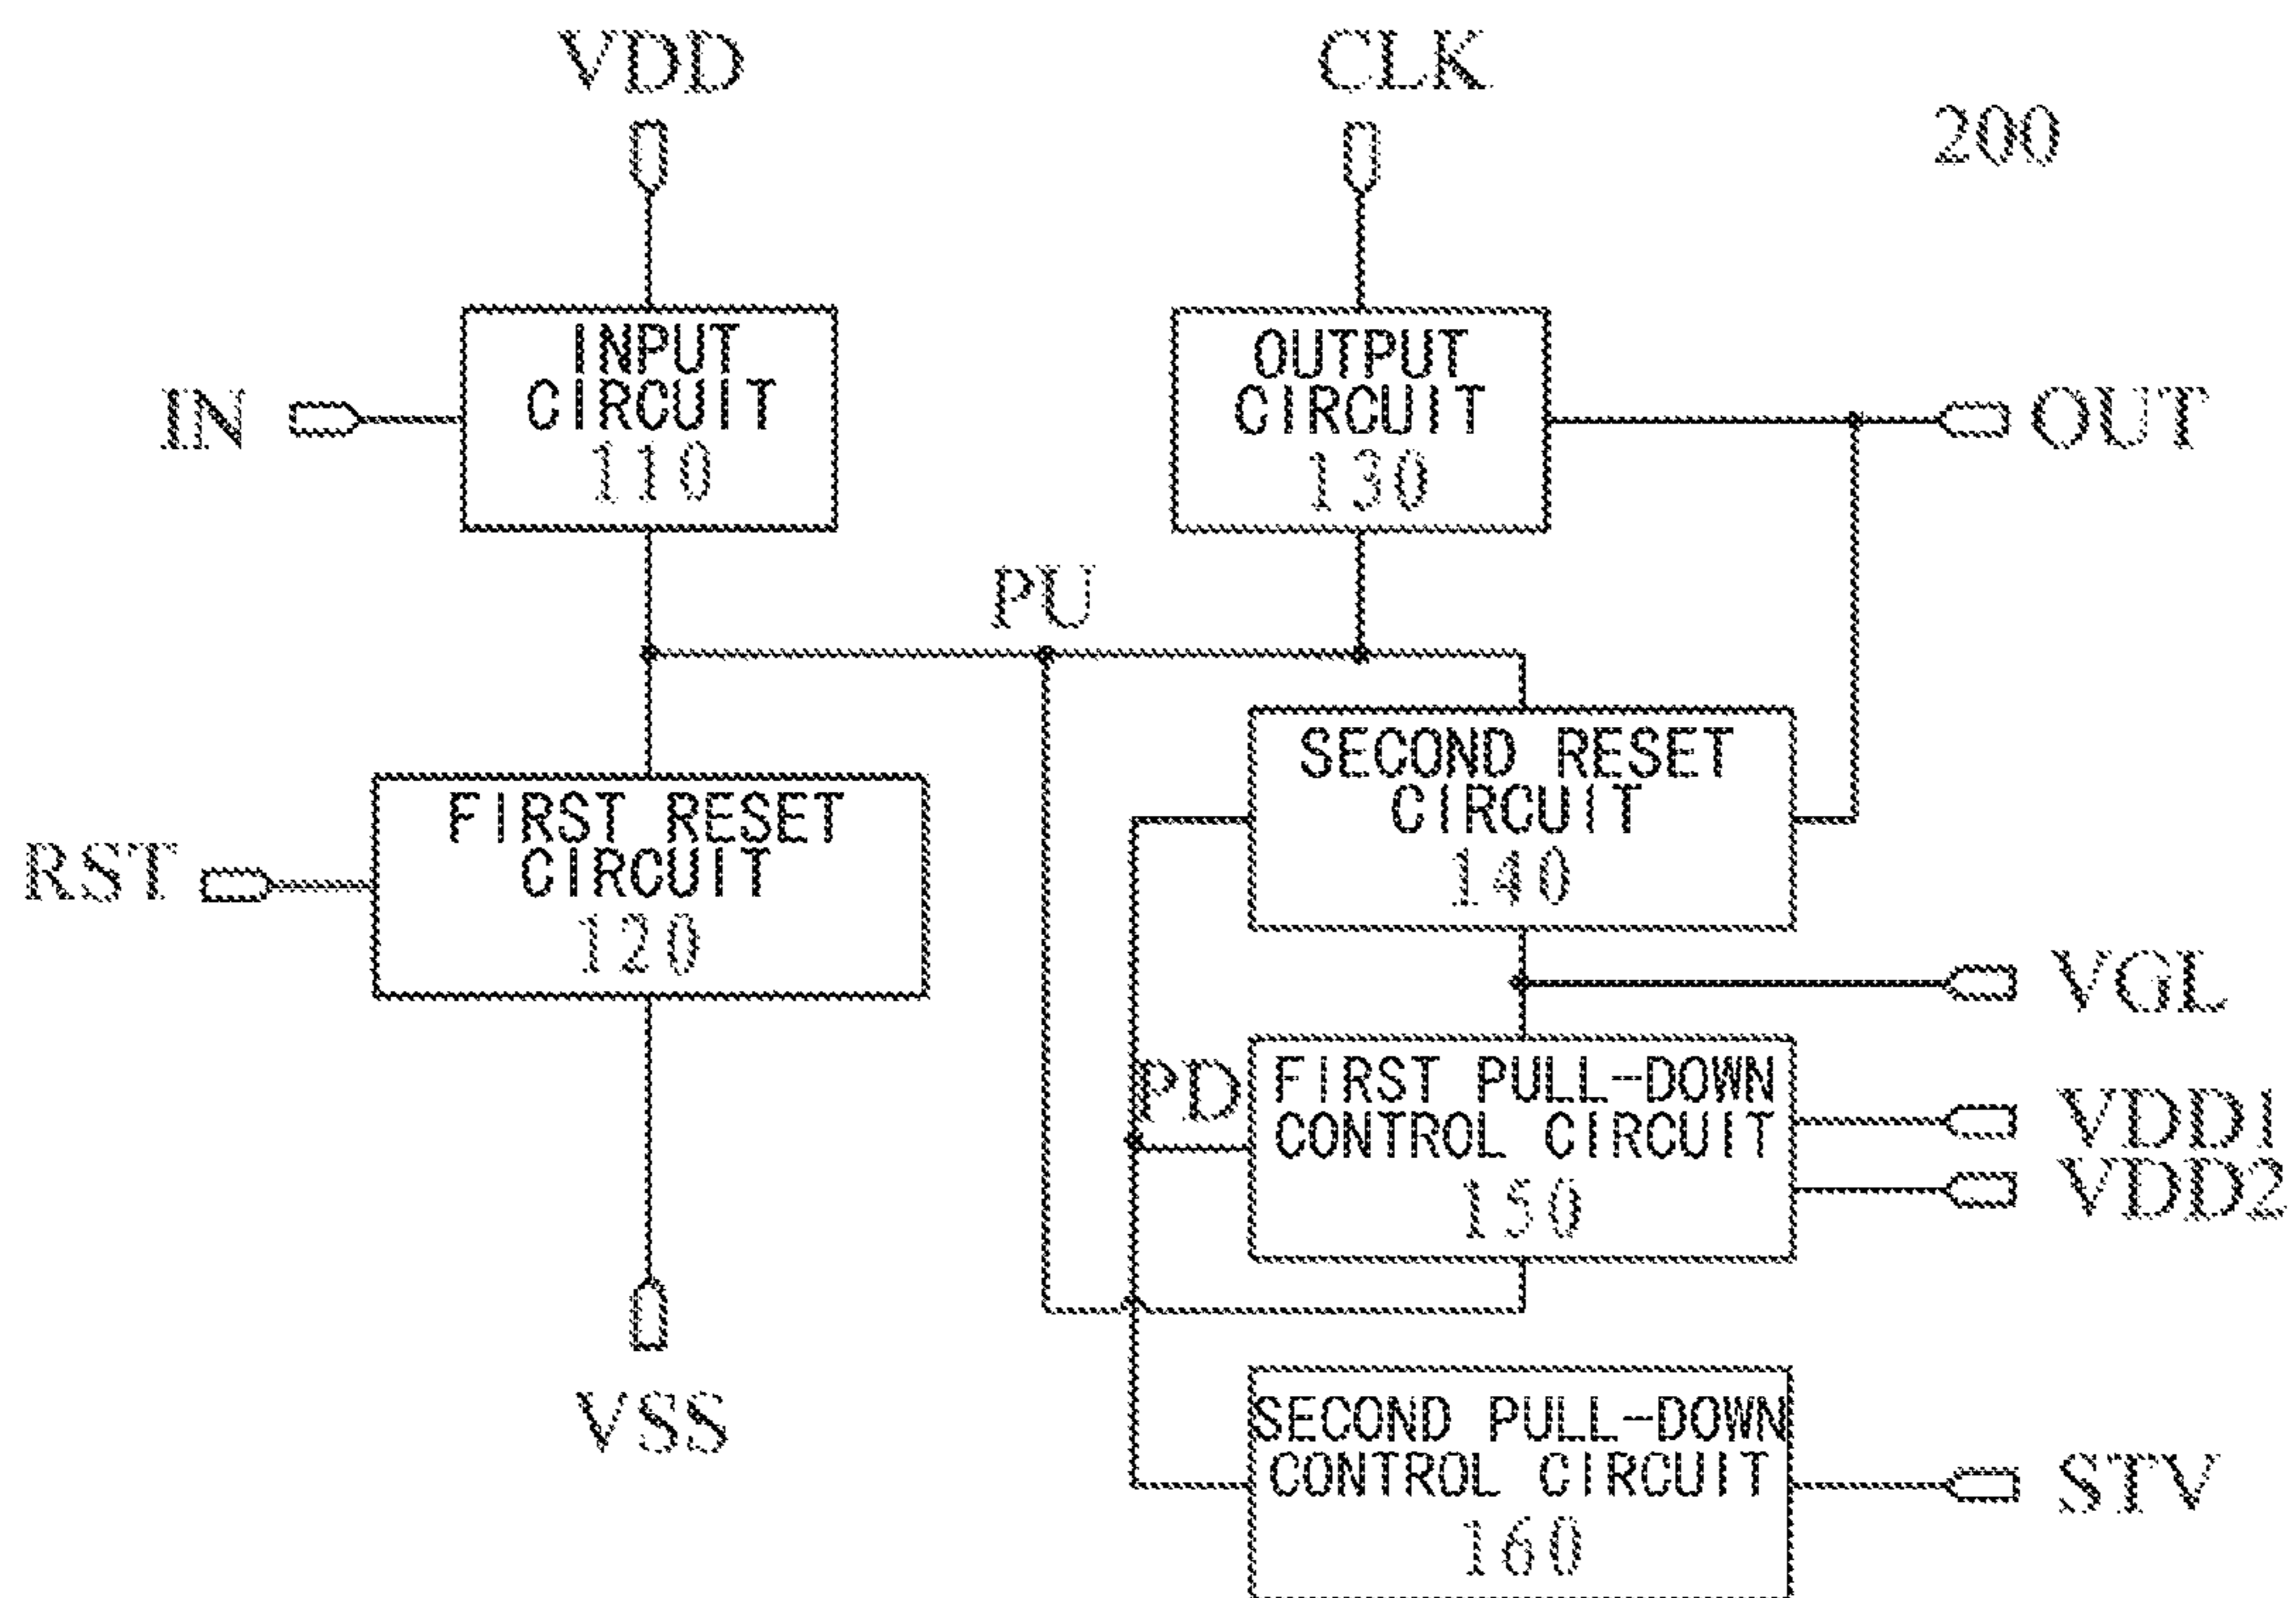 VDD
CLK
200
INPUT
CIRCUIT
110
OUTPUT
CIRCUIT
130
IN
OUT
PU
SECOND RESET
CIRCUIT
140
FIRST RESET
CIRCUIT
120
RST
VGL
PD
FIRST PULL-DOWN
CONTROL CIRCUIT
150
VDD1
VDD2
VSS
SECOND PULL-DOWN
CONTROL CIRCUIT
160
STV